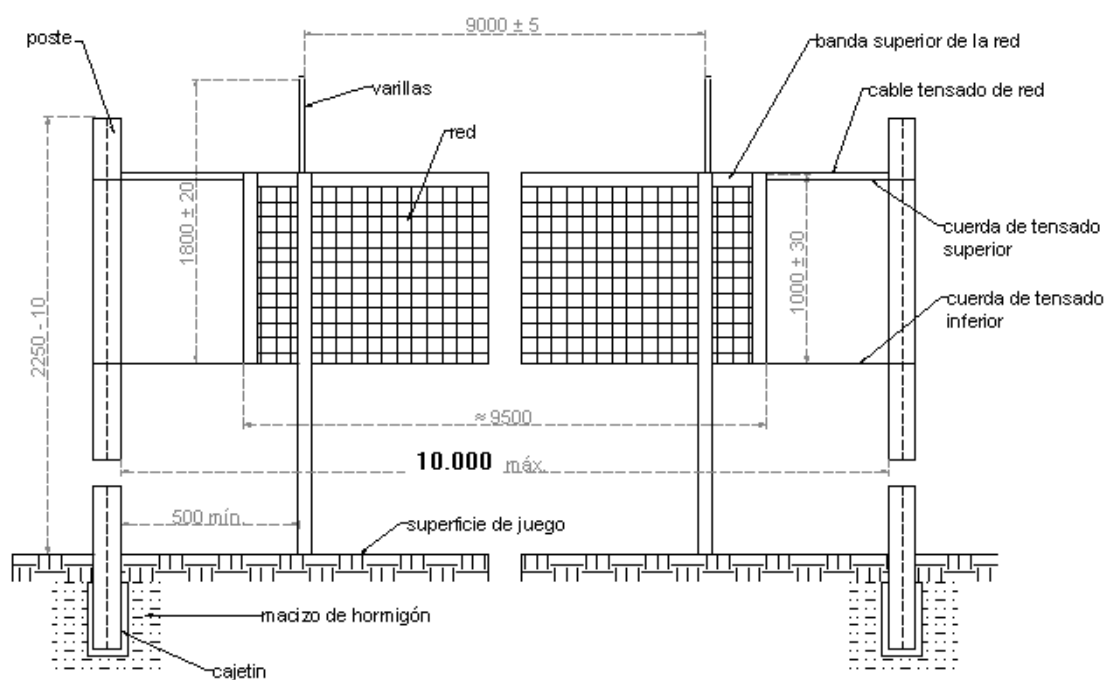 9000 ± 5
poste
banda superior de la red
varillas
cable tensado de red
red
1800 ± 20
1000 ± 30
cuerda de tensado
superior
cuerda de tensado
inferior
2250 - 10
≈ 9500
10.000 máx.
500 mín.
superficie de juego
macizo de hormigón
cajetin